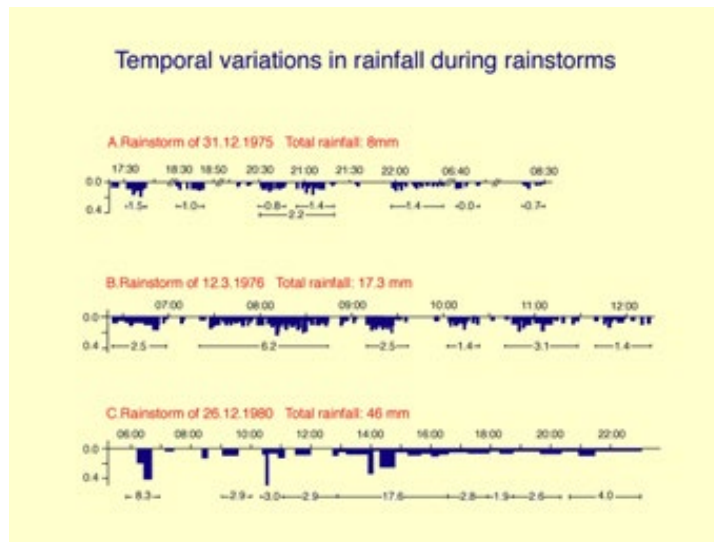 Temporal variations in rainfall during rainstorms
A.Rainstorm of 31.12.1975 Total rainfall: 8mm
17:30 18:30 18:50 20:30 21:00 21:30 22:00 06:40 08:30
0.0
0.4
1.5 1.0 0.8 1.4 1.4 0.0 0.7
2.2
B.Rainstorm of 12.3.1976 Total rainfall: 17.3 mm
07:00 08:00 09:00 10:00 11:00 12:00
0.0
0.4
2.5 6.2 2.5 1.4 3.1 1.4
C.Rainstorm of 26.12.1980 Total rainfall: 46 mm
06:00 08:00 10:00 12:00 14:00 16:00 18:00 20:00 22:00
0.0
0.4
8.3 2.9 3.0 2.9 17.6 2.8 1.9 2.6 4.0